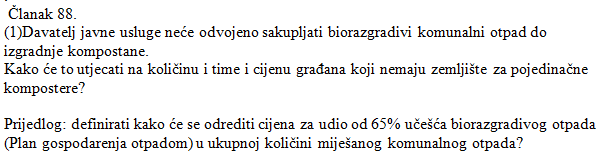 Članak 88.
(1)Davatelj javne usluge neće odvojeno sakupljati biorazgradivi komunalni otpad do
izgradnje kompostane.
Kako će to utjecati na količinu i time i cijenu građana koji nemaju zemljište za pojedinačne
kompostere?
Prijedlog: definirati kako će se odrediti cijena za udio od 65% učešća biorazgradivog otpada
(Plan gospodarenja otpadom) u ukupnoj količini miješanog komunalnog otpada?